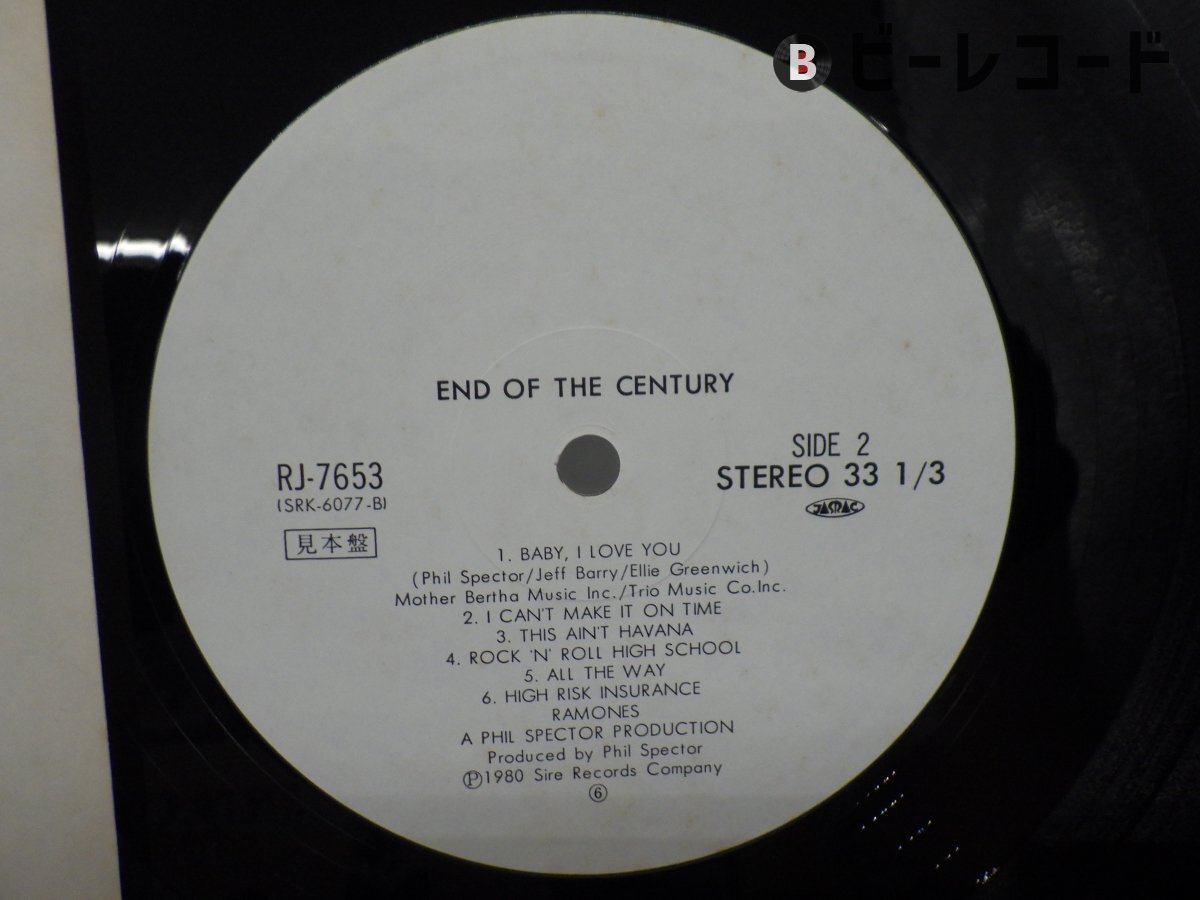 B ビーレコード
END OF THE CENTURY
SIDE 2
RJ-7653
STEREO 33 1/3
(SRK-6077-B)
JASRAC
見本盤
1. BABY, I LOVE YOU
(Phil Spector/Jeff Barry/Ellie Greenwich)
Mother Bertha Music Inc./Trio Music Co.Inc.
2. I CAN'T MAKE IT ON TIME
3. THIS AIN'T HAVANA
4. ROCK 'N' ROLL HIGH SCHOOL
5. ALL THE WAY
6. HIGH RISK INSURANCE
RAMONES
A PHIL SPECTOR PRODUCTION
Produced by Phil Spector
Ⓟ1980 Sire Records Company
⑥